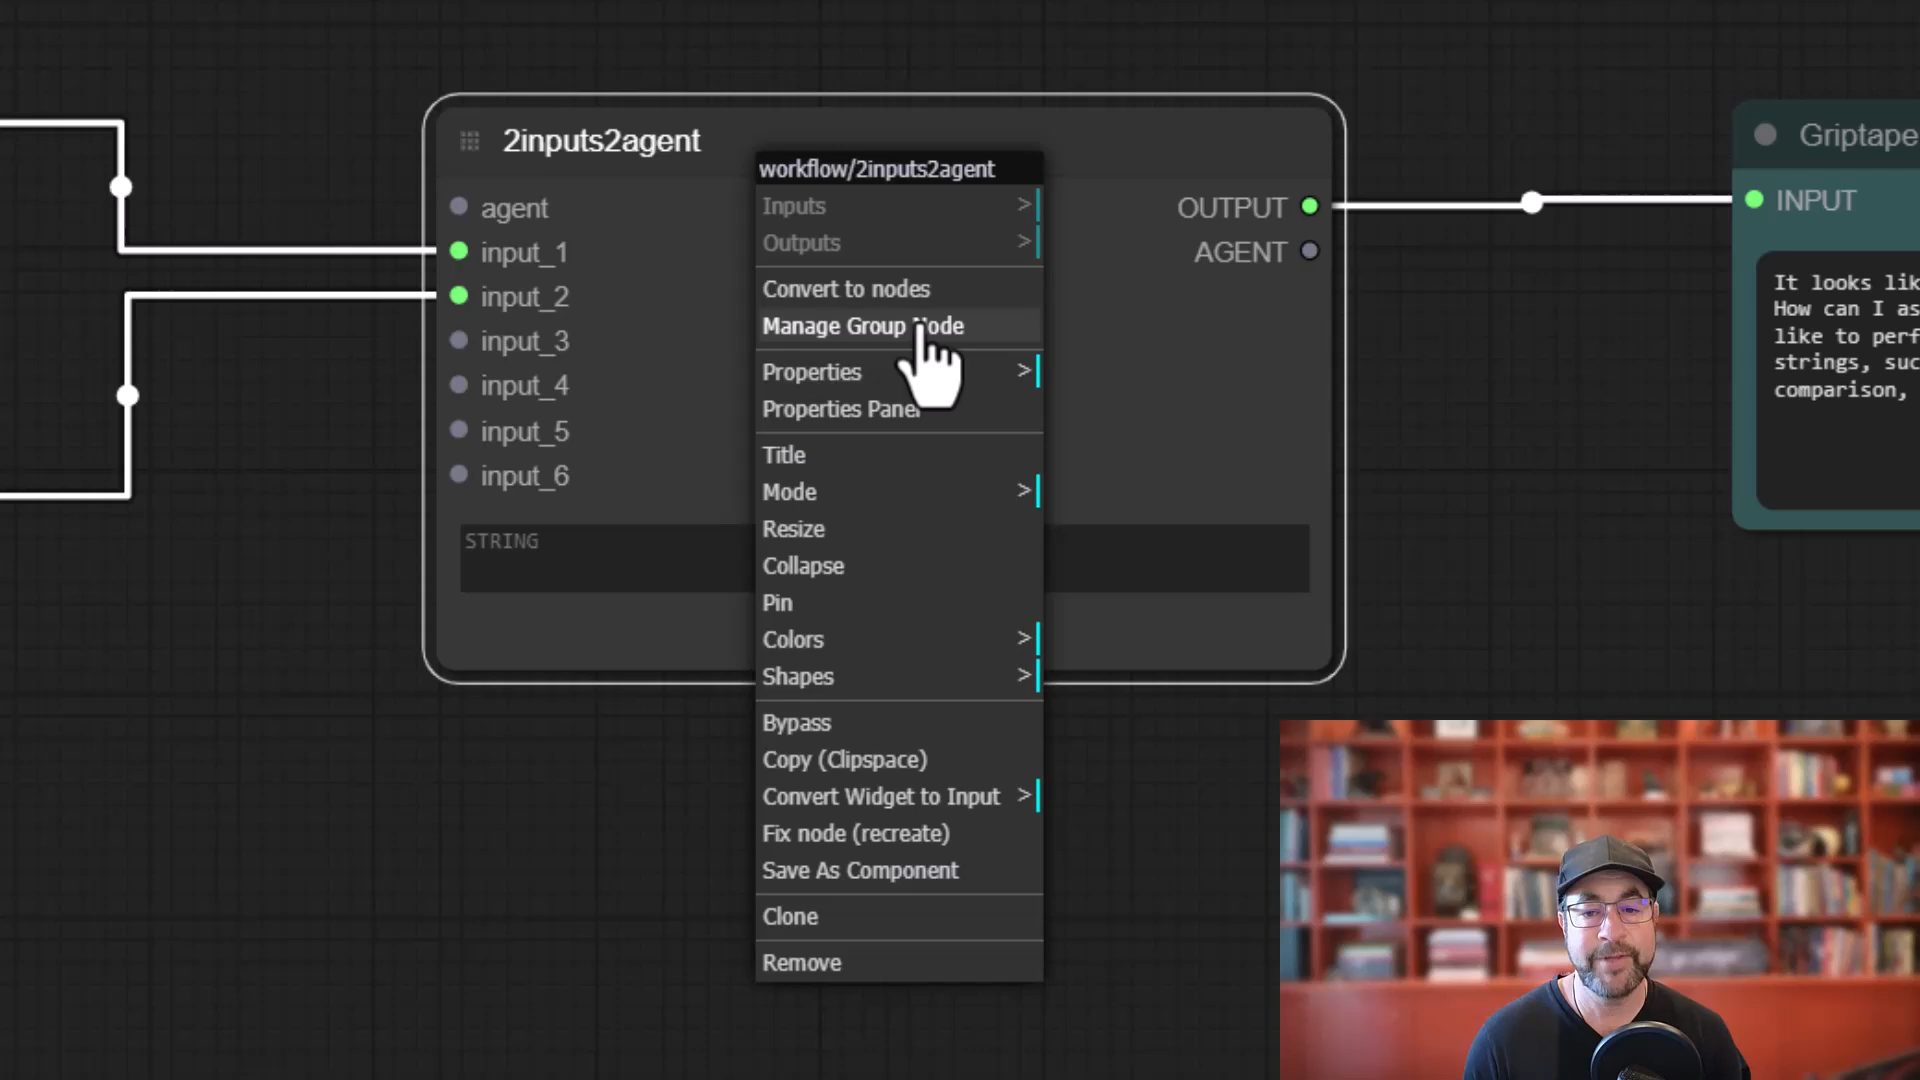 2inputs2agent
agent
input_1
input_2
input_3
input_4
input_5
input_6
STRING
workflow/2inputs2agent
Inputs >
Outputs >
Convert to nodes
Manage Group Node
Properties >
Properties Panel
Title
Mode >
Resize
Collapse
Pin
Colors >
Shapes >
Bypass
Copy (Clipspace)
Convert Widget to Input >
Fix node (recreate)
Save As Component
Clone
Remove
OUTPUT
AGENT
Griptape
INPUT
It looks lik
How can I as
like to perf
strings, suc
comparison,